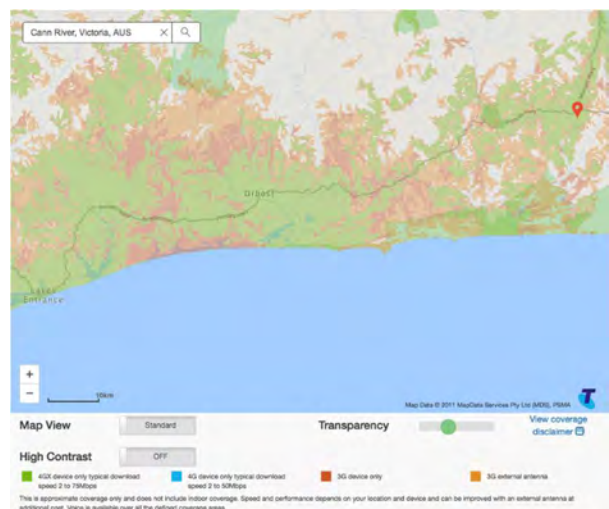 Cann River, Victoria, AUS
Orbost
Lakes
Entrance
+
−
16km
Map Data © 2011 MapData Services Pty Ltd (MDS), PSMA
Map View
Standard
Transparency
View coverage
disclaimer
High Contrast
OFF
4GX device only typical download
speed 2 to 75Mbps
4G device only typical download
speed 2 to 50Mbps
3G device only
3G external antenna
This is approximate coverage only and does not include indoor coverage. Speed and performance depends on your location and device and can be improved with an external antenna at
additional cost. Voice is available over all the defined coverage areas.